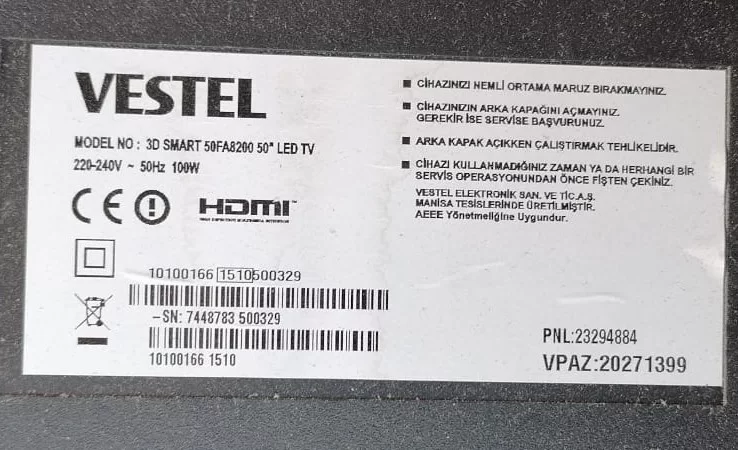 VESTEL
MODEL NO : 3D SMART 50FA8200 50" LED TV
220-240V ~ 50Hz 100W
CE
HDMI™
10100166 1510 500329
-SN: 7448783 500329
10100166 1510
CİHAZINIZI NEMLİ ORTAMA MARUZ BIRAKMAYINIZ.
CİHAZINIZIN ARKA KAPAĞINI AÇMAYINIZ.
GEREKİR İSE SERVİSE BAŞVURUNUZ.
ARKA KAPAK AÇIKKEN ÇALIŞTIRMAK TEHLİKELİDİR.
CİHAZI KULLANMADIĞINIZ ZAMAN YA DA HERHANGİ BİR
SERVİS OPERASYONUNDAN ÖNCE FİŞTEN ÇEKİNİZ.
VESTEL ELEKTRONİK SAN. VE TİC.A.Ş.
MANİSA TESİSLERİNDE ÜRETİLMİŞTİR.
AEEE Yönetmeliğine Uygundur.
PNL:23294884
VPAZ:20271399